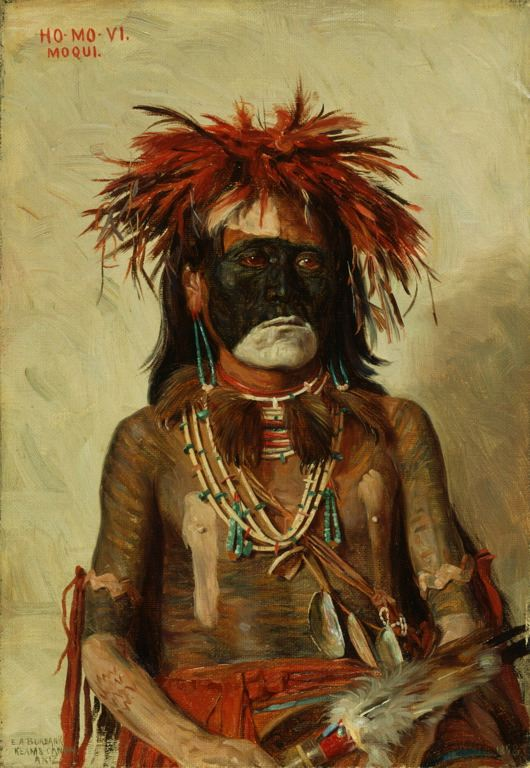 HO-MO-VI.
MOQUI.
E.A.BURBANK
KEAMS CANON
ARIZ